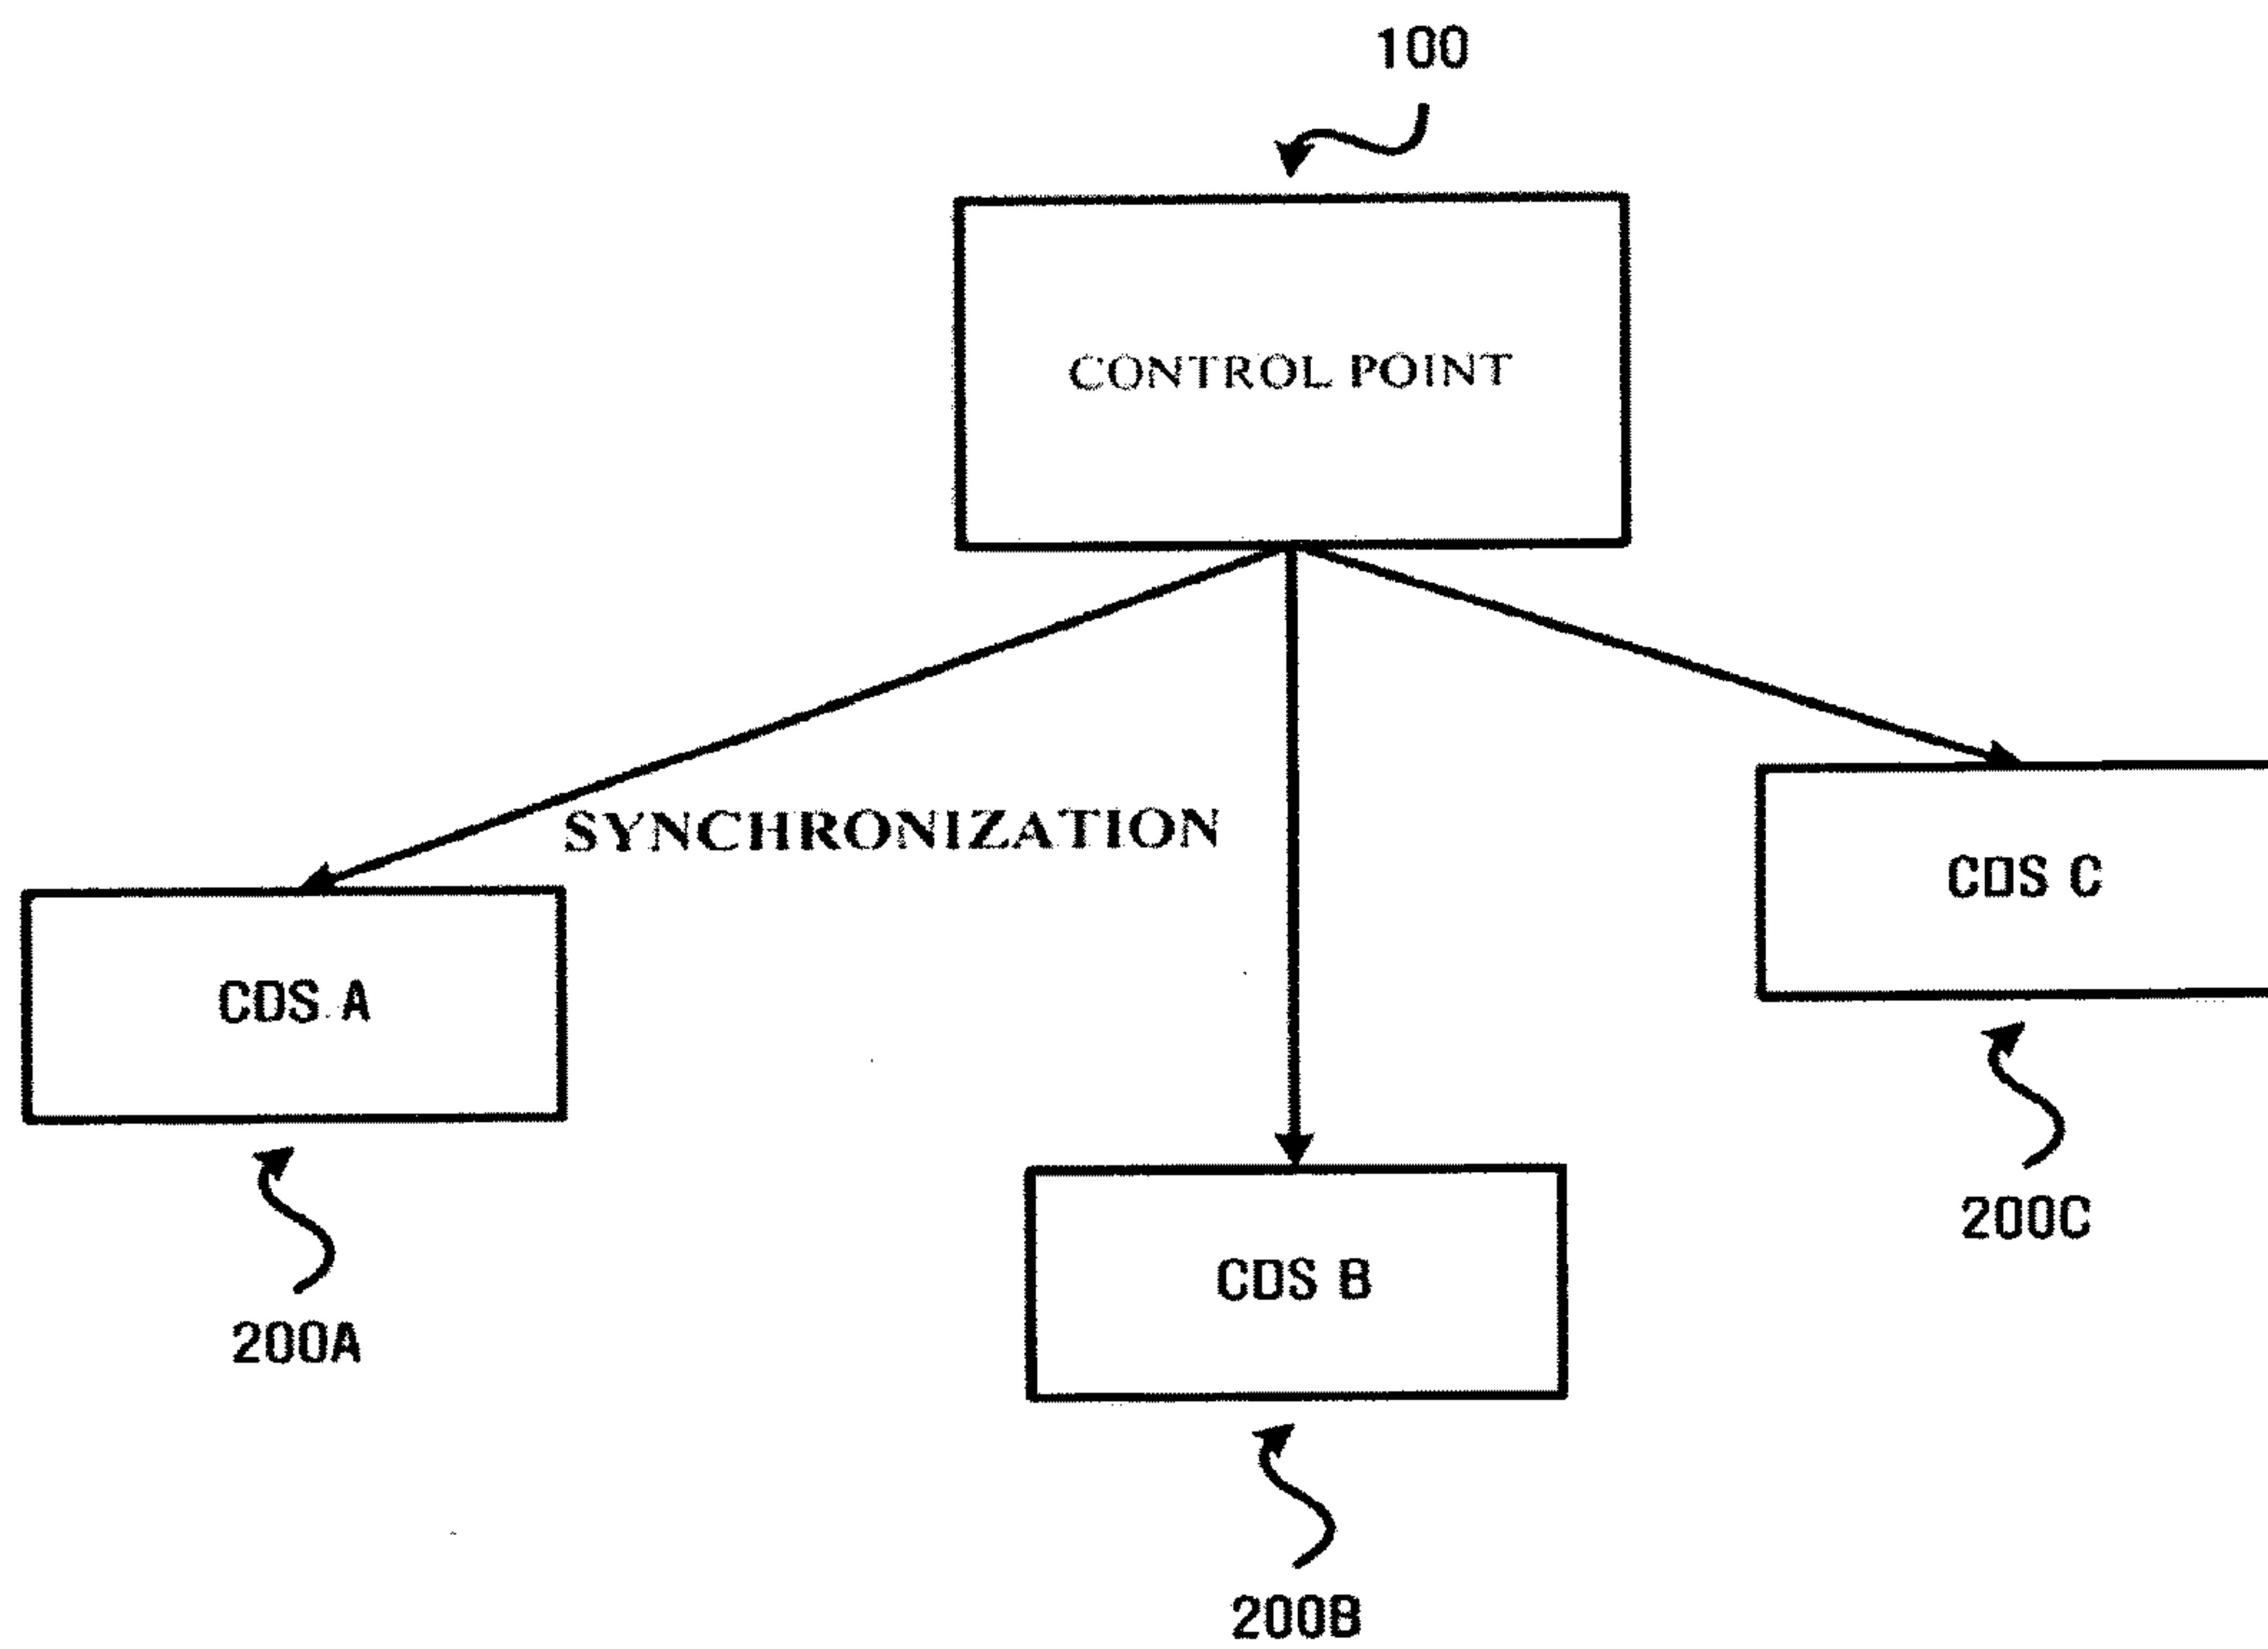 100
CONTROL POINT
SYNCHRONIZATION
CDS C
CDS A
200C
CDS B
200A
200B